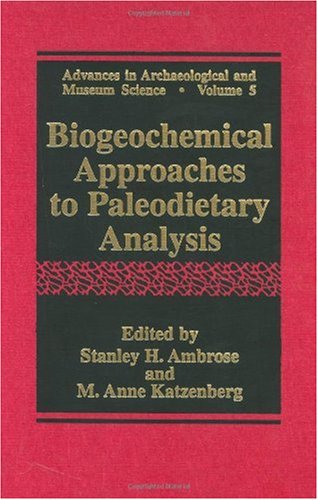 Advances in Archaeological and
Museum Science • Volume 5
Biogeochemical
Approaches
to Paleodietary
Analysis
Edited by
Stanley H. Ambrose
and
M. Anne Katzenberg